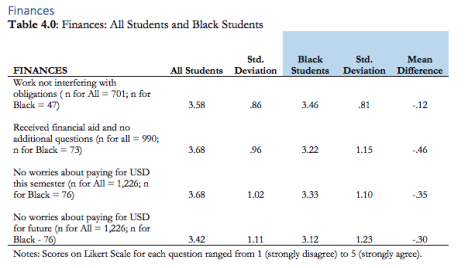 Finances
Table 4.0: Finances: All Students and Black Students
FINANCES All Students Std. Deviation Black Students Std. Deviation Mean Difference
Work not interfering with
obligations ( n for All = 701; n for
Black = 47) 3.58 .86 3.46 .81 -.12
Received financial aid and no
additional questions (n for all = 990;
n for Black = 73) 3.68 .96 3.22 1.15 -.46
No worries about paying for USD
this semester (n for All = 1,226; n
for Black = 76) 3.68 1.02 3.33 1.10 -.35
No worries about paying for USD
for future (n for All = 1,226; n for
Black - 76) 3.42 1.11 3.12 1.23 -.30
Notes: Scores on Likert Scale for each question ranged from 1 (strongly disagree) to 5 (strongly agree).